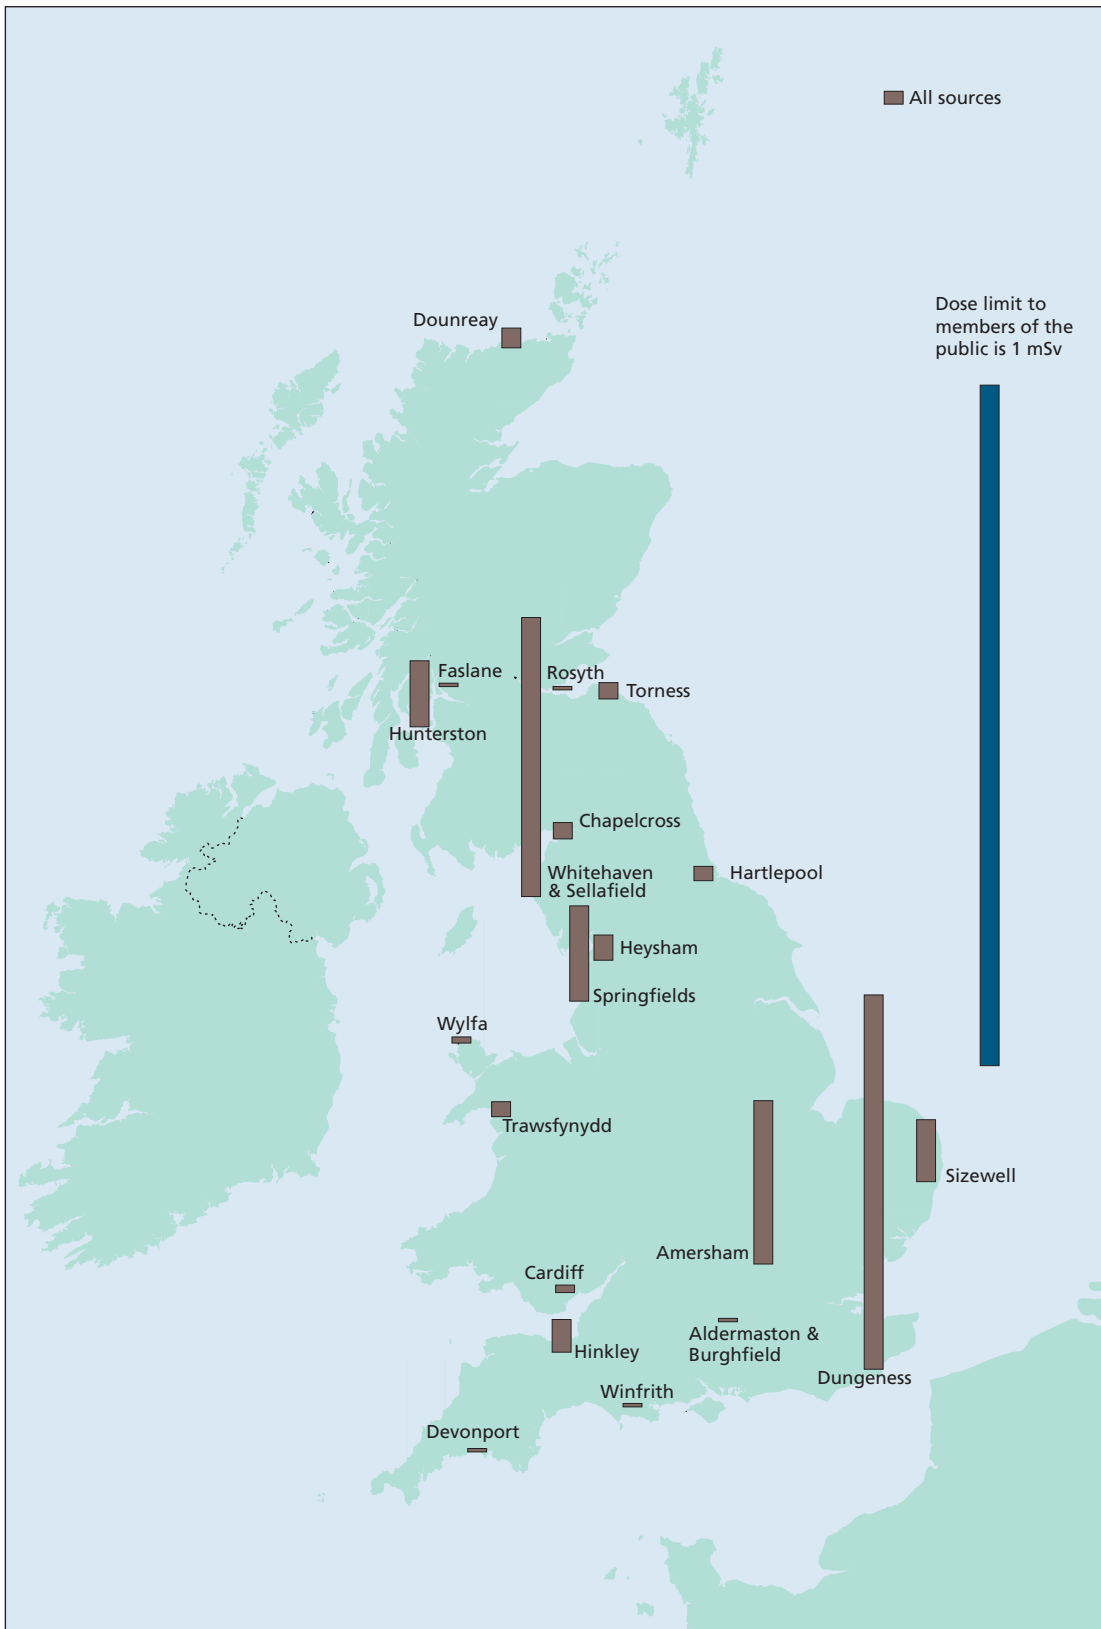 All sources
Dose limit to
members of the
public is 1 mSv
Dounreay
Faslane
Rosyth
Torness
Hunterston
Chapelcross
Whitehaven
& Sellafield
Hartlepool
Heysham
Springfields
Wylfa
Trawsfynydd
Sizewell
Amersham
Cardiff
Aldermaston &
Burghfield
Hinkley
Dungeness
Winfrith
Devonport